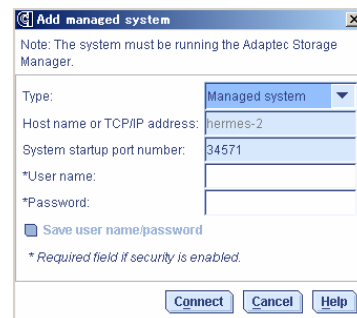 Add managed system
Note: The system must be running the Adaptec Storage
Manager.
Type: Managed system
Host name or TCP/IP address: hermes-2
System startup port number: 34571
*User name:
*Password:
Save user name/password
* Required field if security is enabled.
Connect Cancel Help